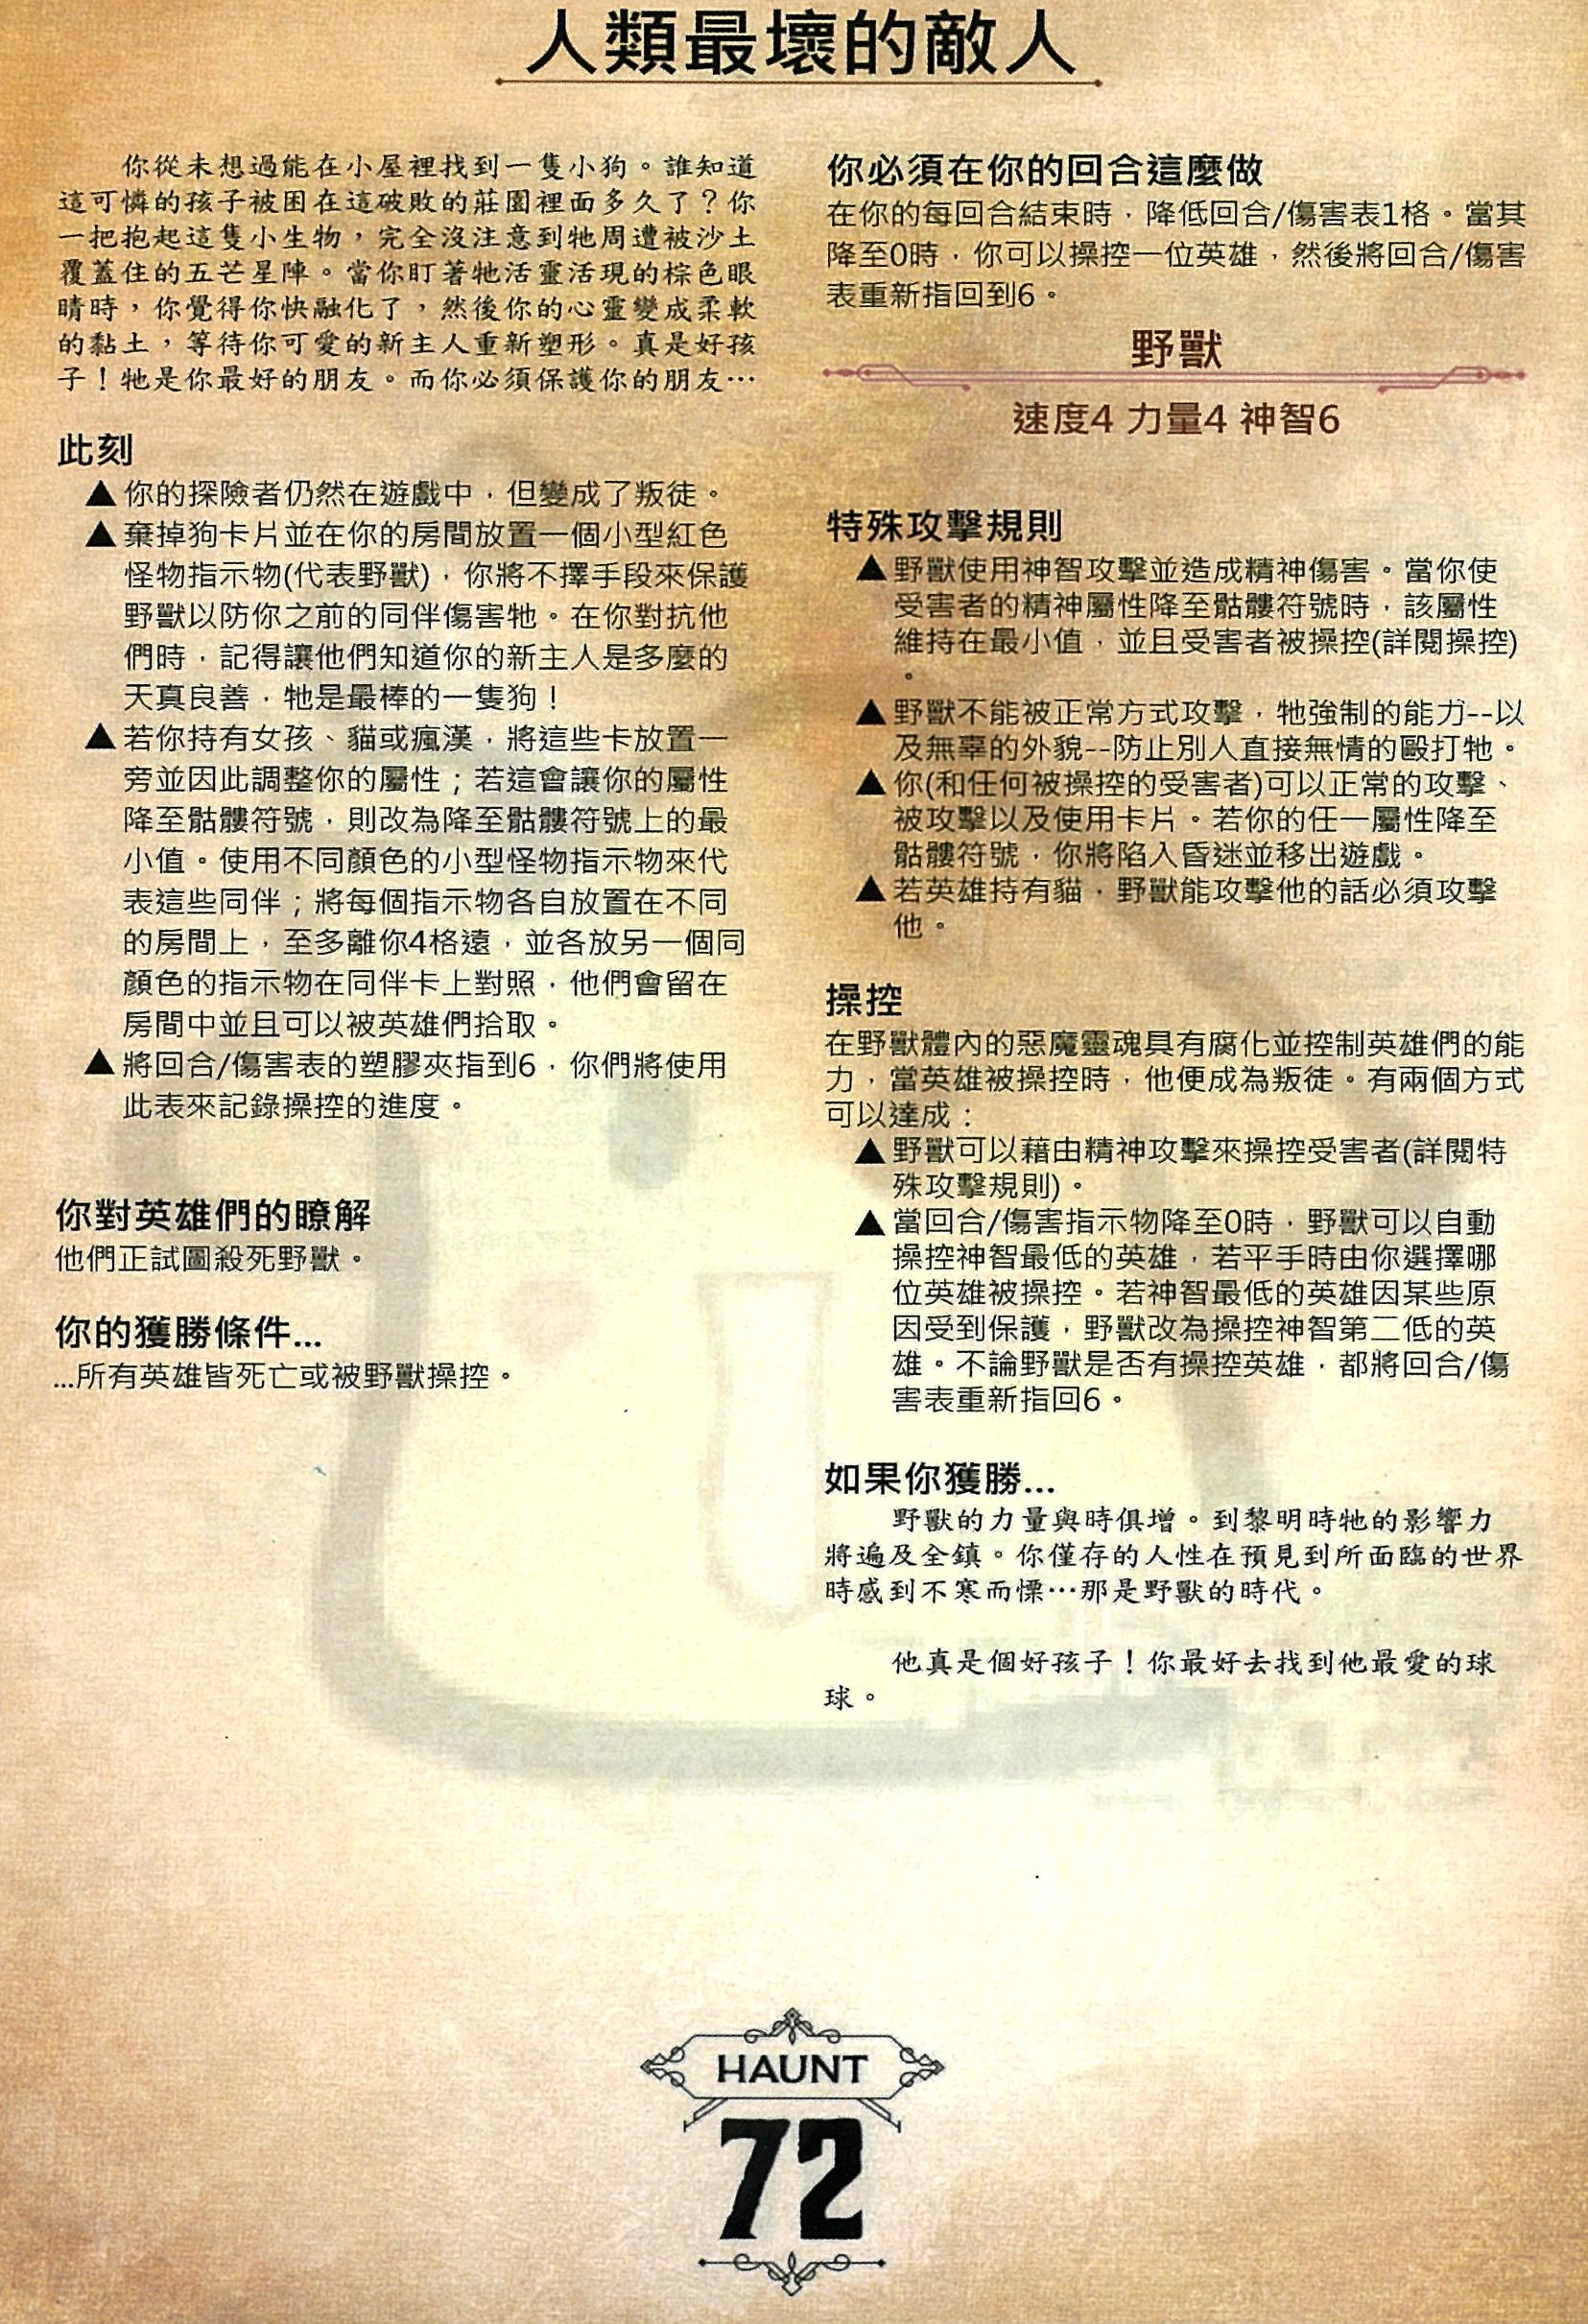 人類最壞的敵人
你從未想過能在小屋裡找到一隻小狗。誰知道
這可憐的孩子被困在這破敗的莊園裡面多久了？你
一把抱起這隻小生物，完全沒注意到牠周遭被沙土
覆蓋住的五芒星陣。當你盯著牠活靈活現的棕色眼
睛時，你覺得你快融化了，然後你的心靈變成柔軟
的黏土，等待你可愛的新主人重新塑形。真是好孩
子！牠是你最好的朋友。而你必須保護你的朋友…
此刻
▲你的探險者仍然在遊戲中，但變成了叛徒。
▲棄掉狗卡片並在你的房間放置一個小型紅色
怪物指示物(代表野獸)，你將不擇手段來保護
野獸以防你之前的同伴傷害牠。在你對抗他
們時，記得讓他們知道你的新主人是多麼的
天真良善，牠是最棒的一隻狗！
▲若你持有女孩、貓或瘋漢，將這些卡放置一
旁並因此調整你的屬性；若這會讓你的屬性
降至骷髏符號，則改為降至骷髏符號上的最
小值。使用不同顏色的小型怪物指示物來代
表這些同伴；將每個指示物各自放置在不同
的房間上，至多離你4格遠，並各放另一個同
顏色的指示物在同伴卡上對照，他們會留在
房間中並且可以被英雄們拾取。
▲將回合/傷害表的塑膠夾指到6，你們將使用
此表來記錄操控的進度。
你對英雄們的瞭解
他們正試圖殺死野獸。
你的獲勝條件...
...所有英雄皆死亡或被野獸操控。
你必須在你的回合這麼做
在你的每回合結束時，降低回合/傷害表1格。當其
降至0時，你可以操控一位英雄，然後將回合/傷害
表重新指回到6。
野獸
速度4 力量4 神智6
特殊攻擊規則
▲野獸使用神智攻擊並造成精神傷害。當你使
受害者的精神屬性降至骷髏符號時，該屬性
維持在最小值，並且受害者被操控(詳閱操控)
。
▲野獸不能被正常方式攻擊，牠強制的能力--以
及無辜的外貌--防止別人直接無情的毆打牠。
▲你(和任何被操控的受害者)可以正常的攻擊、
被攻擊以及使用卡片。若你的任一屬性降至
骷髏符號，你將陷入昏迷並移出遊戲。
▲若英雄持有貓，野獸能攻擊他的話必須攻擊
他。
操控
在野獸體內的惡魔靈魂具有腐化並控制英雄們的能
力，當英雄被操控時，他便成為叛徒。有兩個方式
可以達成：
▲野獸可以藉由精神攻擊來操控受害者(詳閱特
殊攻擊規則)。
▲當回合/傷害指示物降至0時，野獸可以自動
操控神智最低的英雄，若平手時由你選擇哪
位英雄被操控。若神智最低的英雄因某些原
因受到保護，野獸改為操控神智第二低的英
雄。不論野獸是否有操控英雄，都將回合/傷
害表重新指回6。
如果你獲勝...
野獸的力量與時俱增。到黎明時牠的影響力
將遍及全鎮。你僅存的人性在預見到所面臨的世界
時感到不寒而慄…那是野獸的時代。
他真是個好孩子！你最好去找到他最愛的球
球。
HAUNT
72